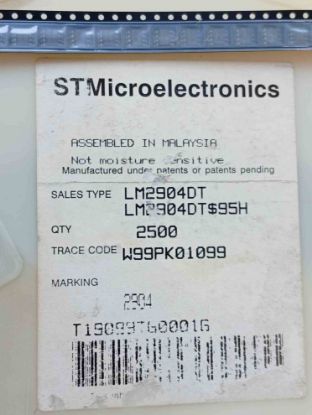 STMicroelectronics
ASSEMBLED IN MALAYSIA
Not moisture sensitive
Manufactured under patents or patents pending
SALES TYPE LM2904DT
LM2904DT$95H
QTY 2500
TRACE CODE W99PK01099
MARKING
2904